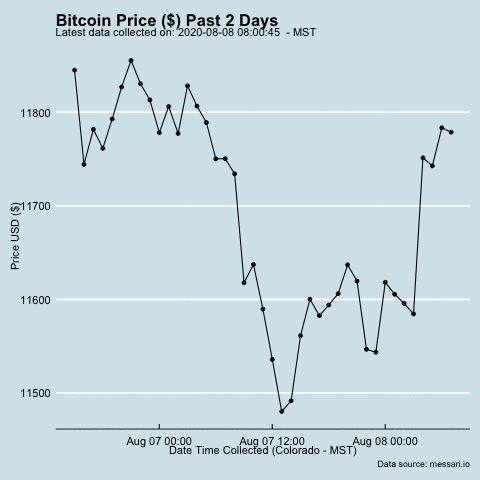 Bitcoin Price ($) Past 2 Days
Latest data collected on: 2020-08-08 08:00:45 - MST
11800
11700
11600
11500
Price USD ($)
Aug 07 00:00 Aug 07 12:00 Aug 08 00:00
Date Time Collected (Colorado - MST)
Data source: messari.io